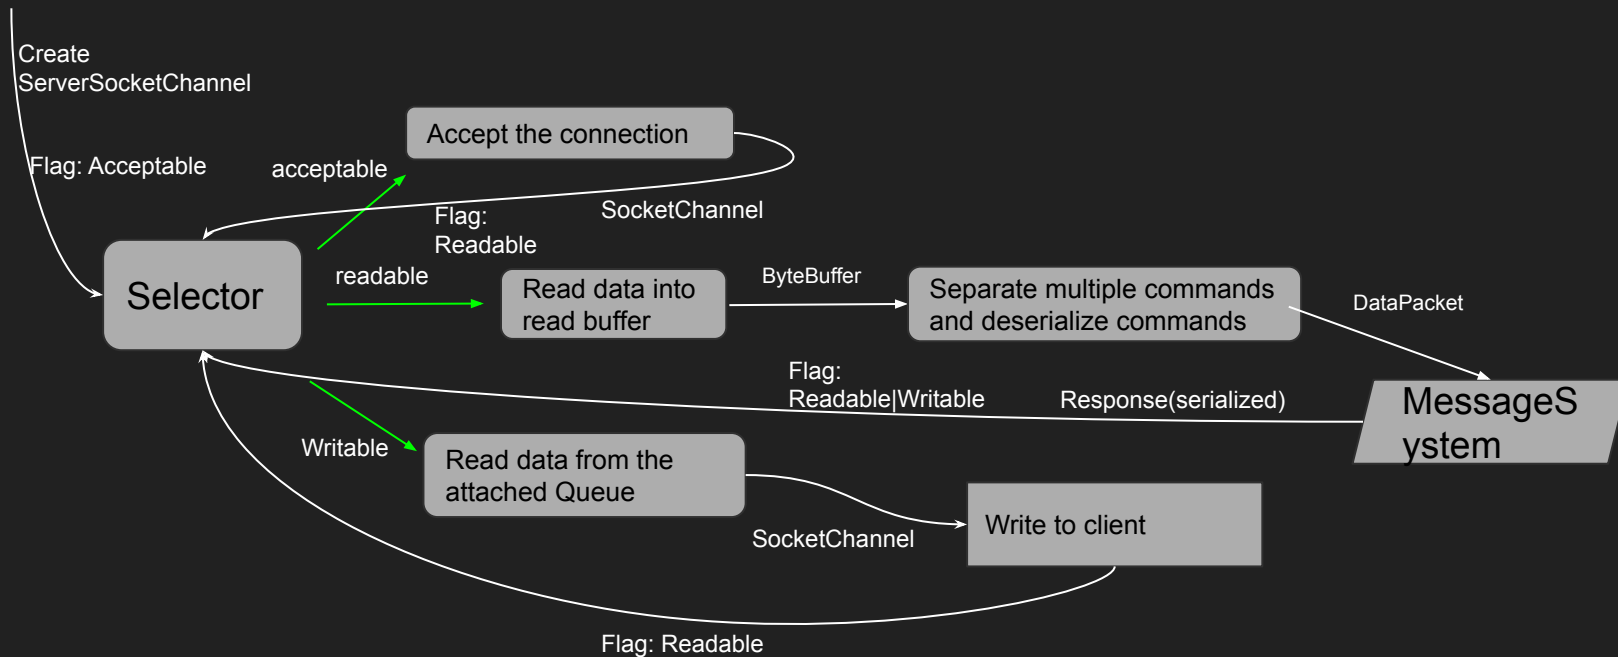 Create
ServerSocketChannel
Flag: Acceptable
acceptable
Accept the connection
SocketChannel
Flag:
Readable
Selector
readable
Read data into
read buffer
ByteBuffer
Separate multiple commands
and deserialize commands
DataPacket
Flag:
Readable|Writable
Response(serialized)
MessageS
ystem
Writable
Read data from the
attached Queue
SocketChannel
Write to client
Flag: Readable